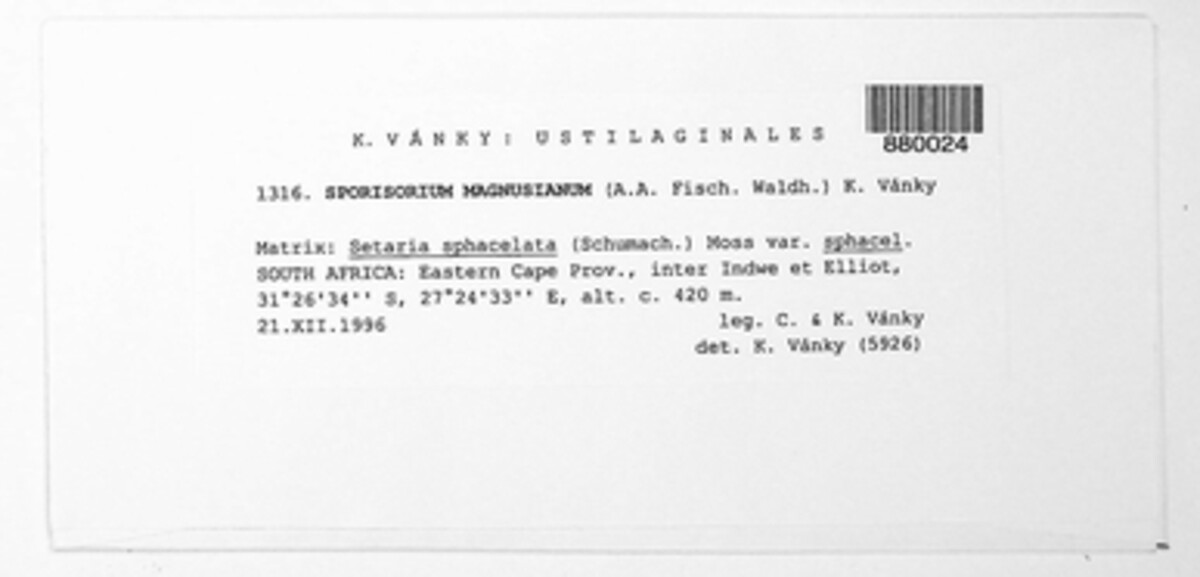 K. VÁNKY: USTILAGINALES
880024
1316. SPORISORIUM MAGNUSIANUM (A.A. Fisch. Waldh.) K. Vánky
Matrix: Setaria sphacelata (Schumach.) Moss var. sphacel.
SOUTH AFRICA: Eastern Cape Prov., inter Indwe et Elliot,
31°26'34'' S, 27°24'33'' E, alt. c. 420 m.
21.XII.1996 leg. C. & K. Vánky
det. K. Vánky (5926)